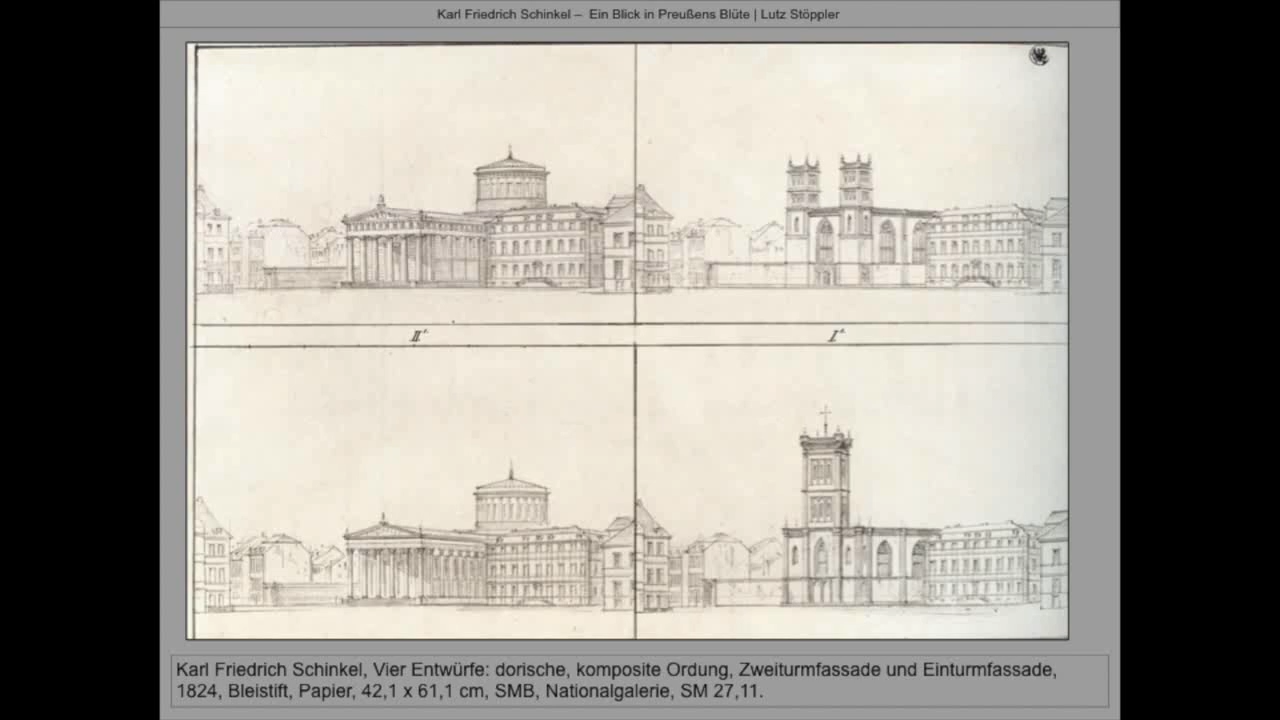 Karl Friedrich Schinkel – Ein Blick in Preußens Blüte | Lutz Stöppler
II.
I.
Karl Friedrich Schinkel, Vier Entwürfe: dorische, komposite Ordung, Zweiturmfassade und Einturmfassade,
1824, Bleistift, Papier, 42,1 x 61,1 cm, SMB, Nationalgalerie, SM 27,11.